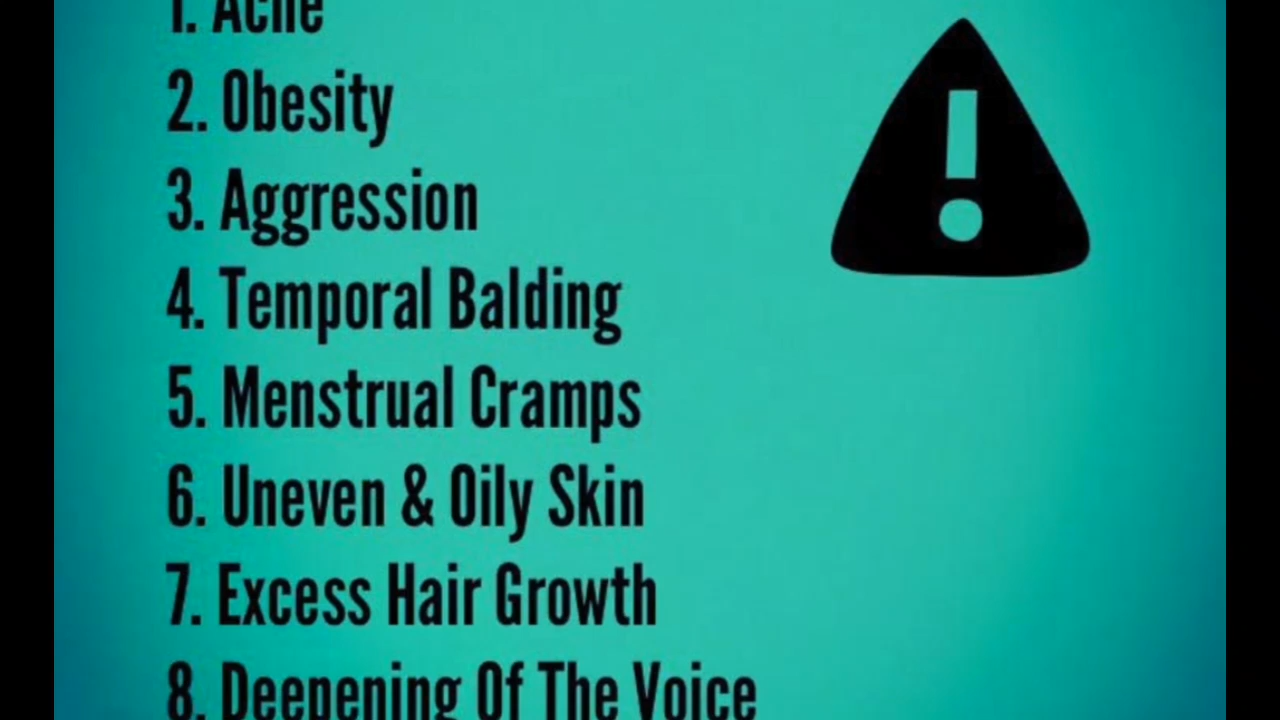 1. Acne
2. Obesity
3. Aggression
4. Temporal Balding
5. Menstrual Cramps
6. Uneven & Oily Skin
7. Excess Hair Growth
8. Deepening Of The Voice